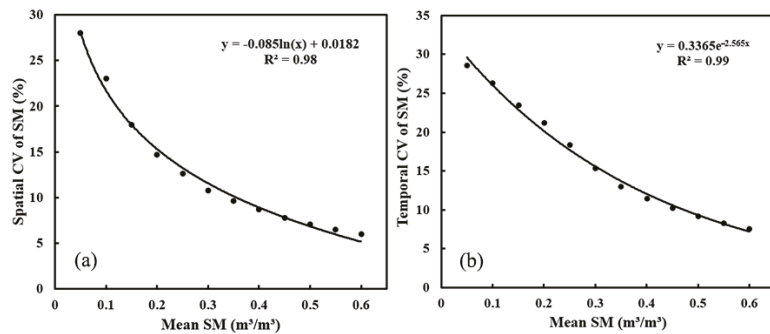 30
25
20
15
10
5
0
Spatial CV of SM (%)
y = -0.085ln(x) + 0.0182
R² = 0.98
(a)
0 0.1 0.2 0.3 0.4 0.5 0.6
Mean SM (m³/m³)
35
30
25
20
15
10
5
0
Temporal CV of SM (%)
y = 0.3365e⁻²·⁵⁶⁵ˣ
R² = 0.99
(b)
0 0.1 0.2 0.3 0.4 0.5 0.6
Mean SM (m³/m³)